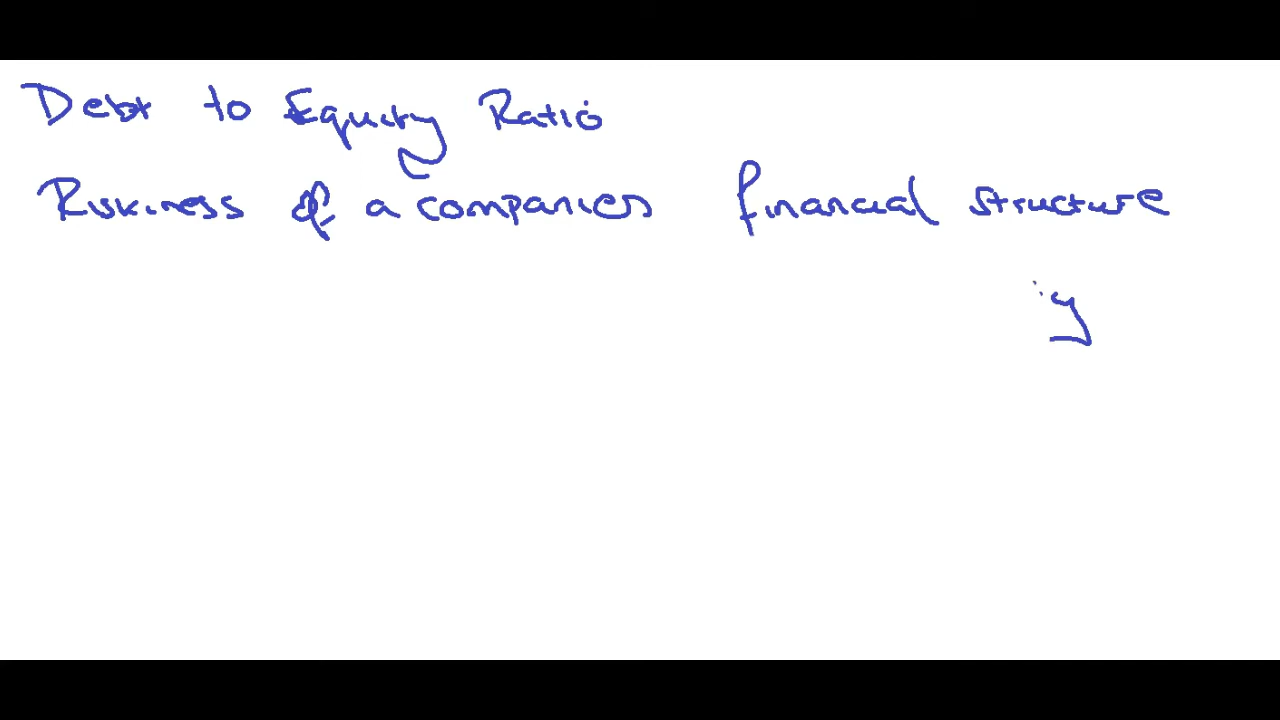 Debt to Equity Ratio
Riskiness of a companies financial structure
y